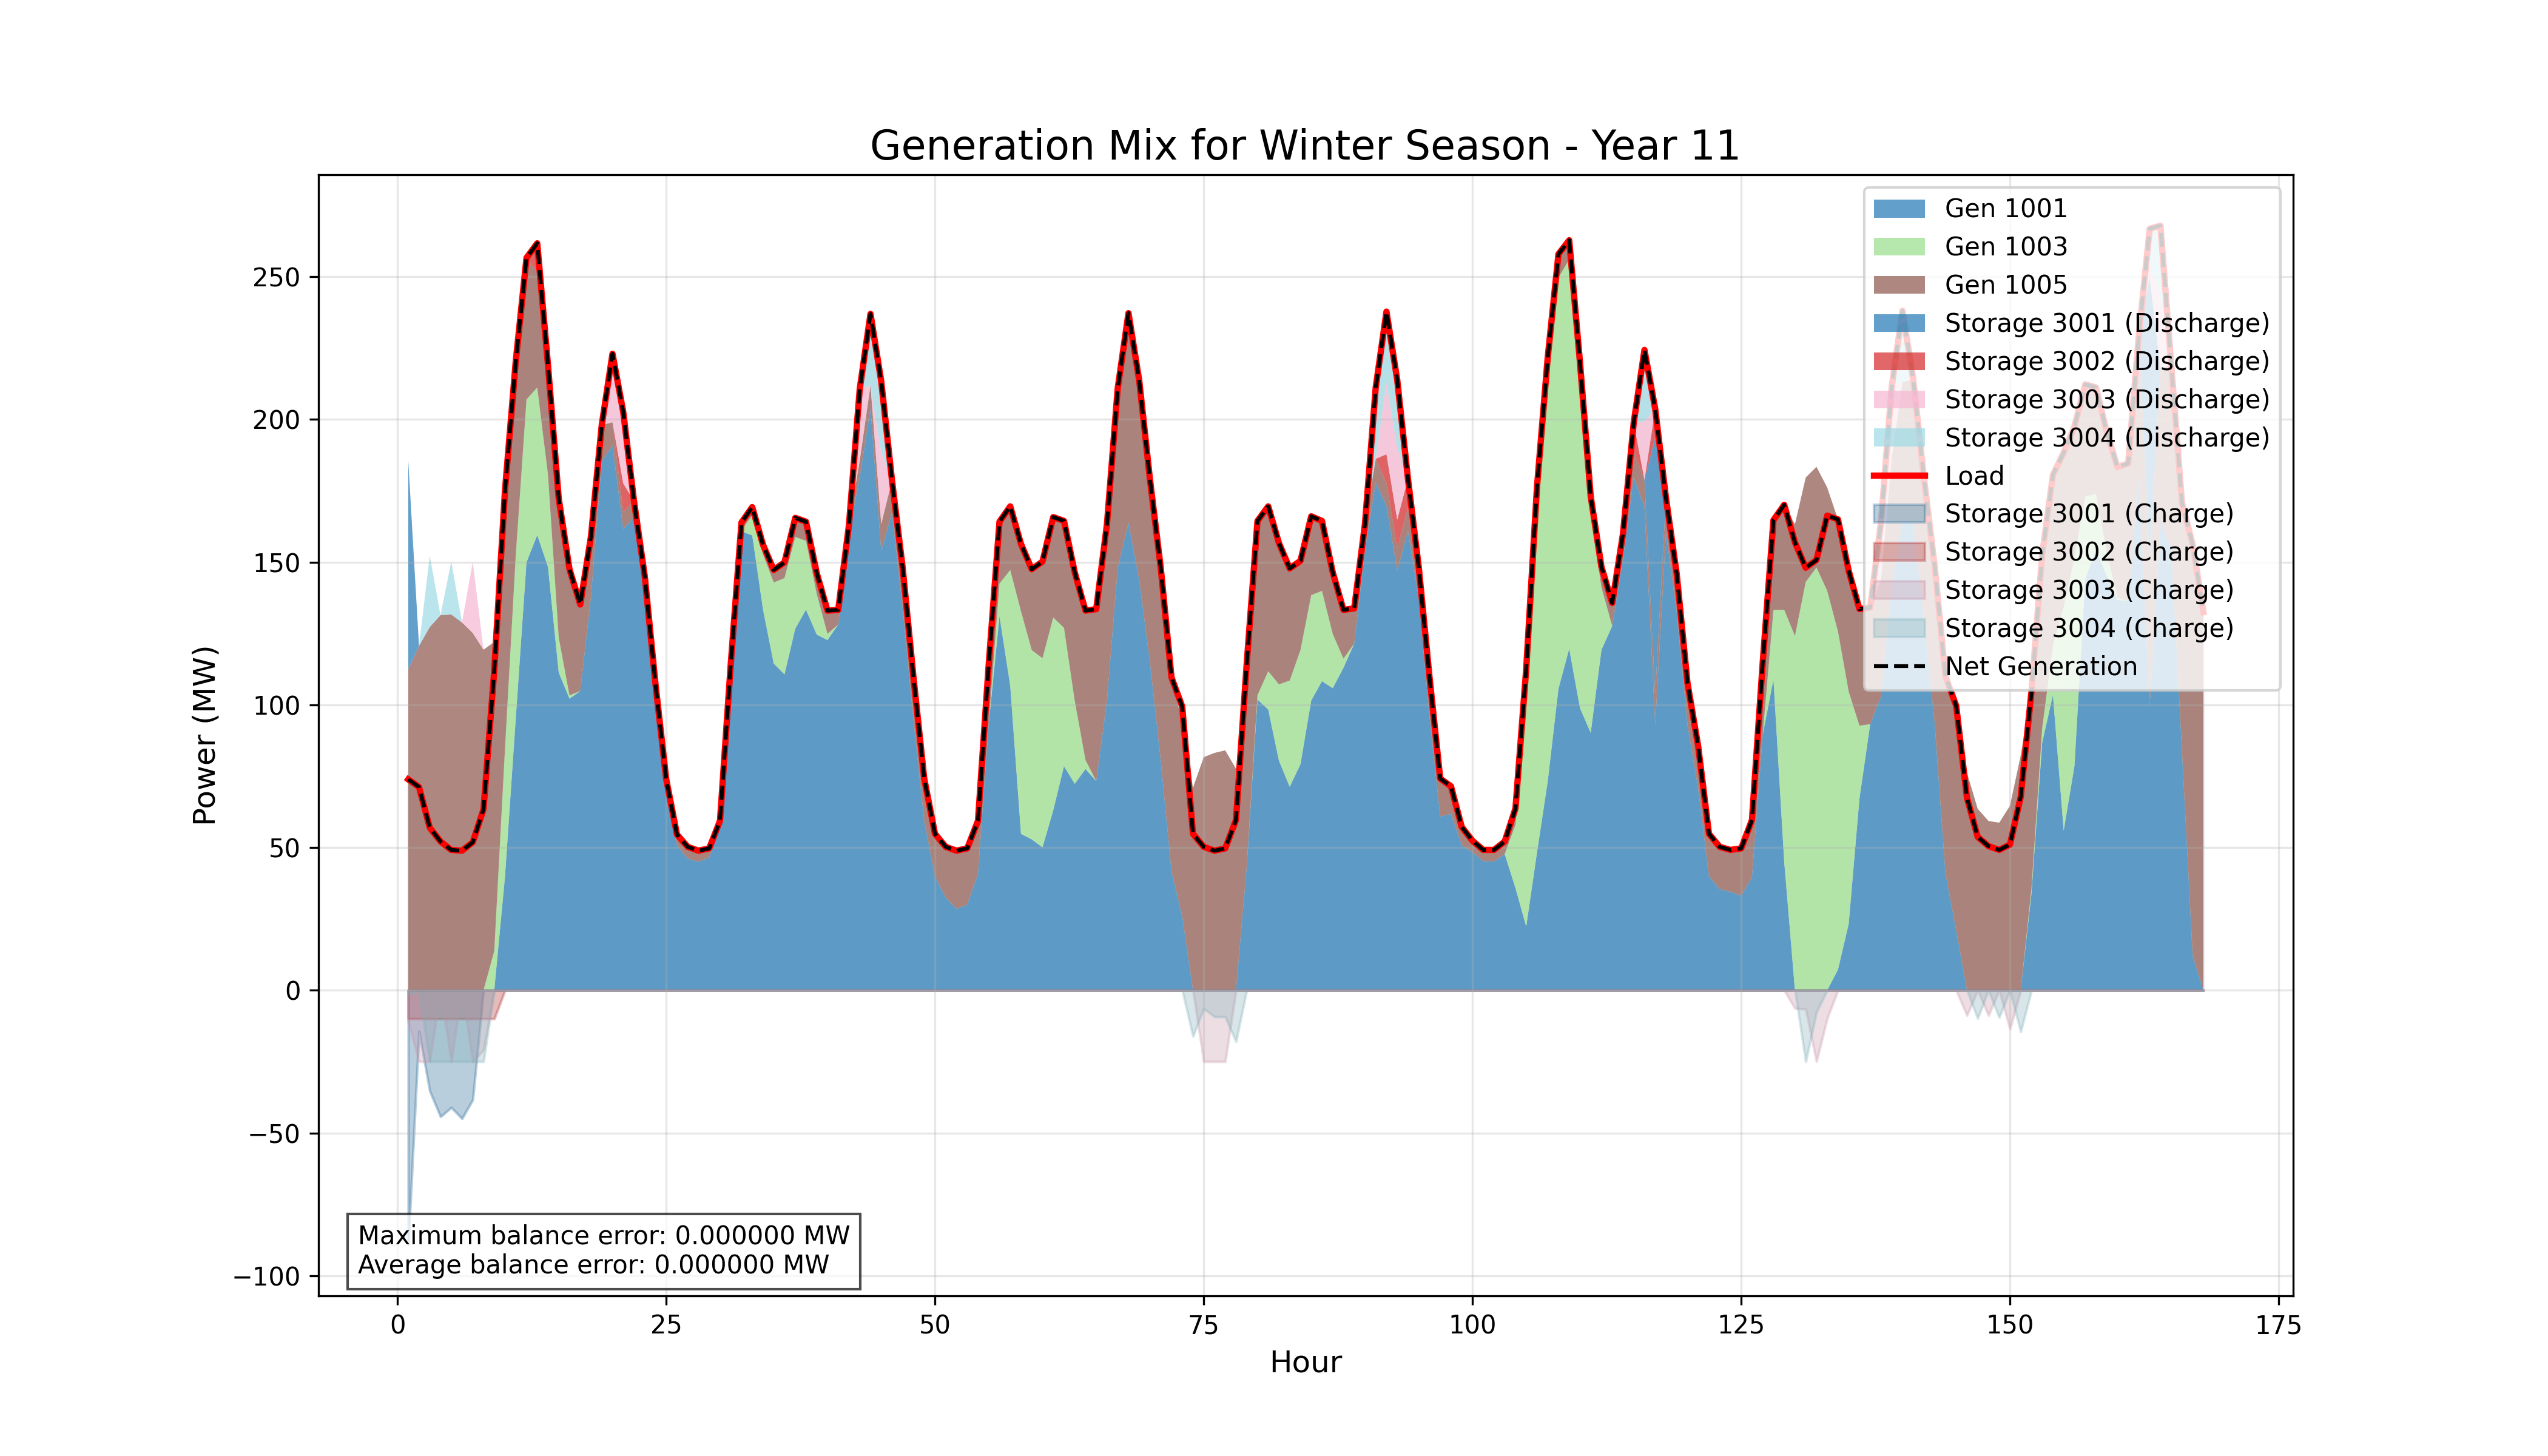 Generation Mix for Winter Season - Year 11
Gen 1001
Gen 1003
Gen 1005
Storage 3001 (Discharge)
Storage 3002 (Discharge)
Storage 3003 (Discharge)
Storage 3004 (Discharge)
Load
Storage 3001 (Charge)
Storage 3002 (Charge)
Storage 3003 (Charge)
Storage 3004 (Charge)
Net Generation
Power (MW)
250
200
150
100
50
0
−50
−100
Maximum balance error: 0.000000 MW
Average balance error: 0.000000 MW
0 25 50 75 100 125 150 175
Hour